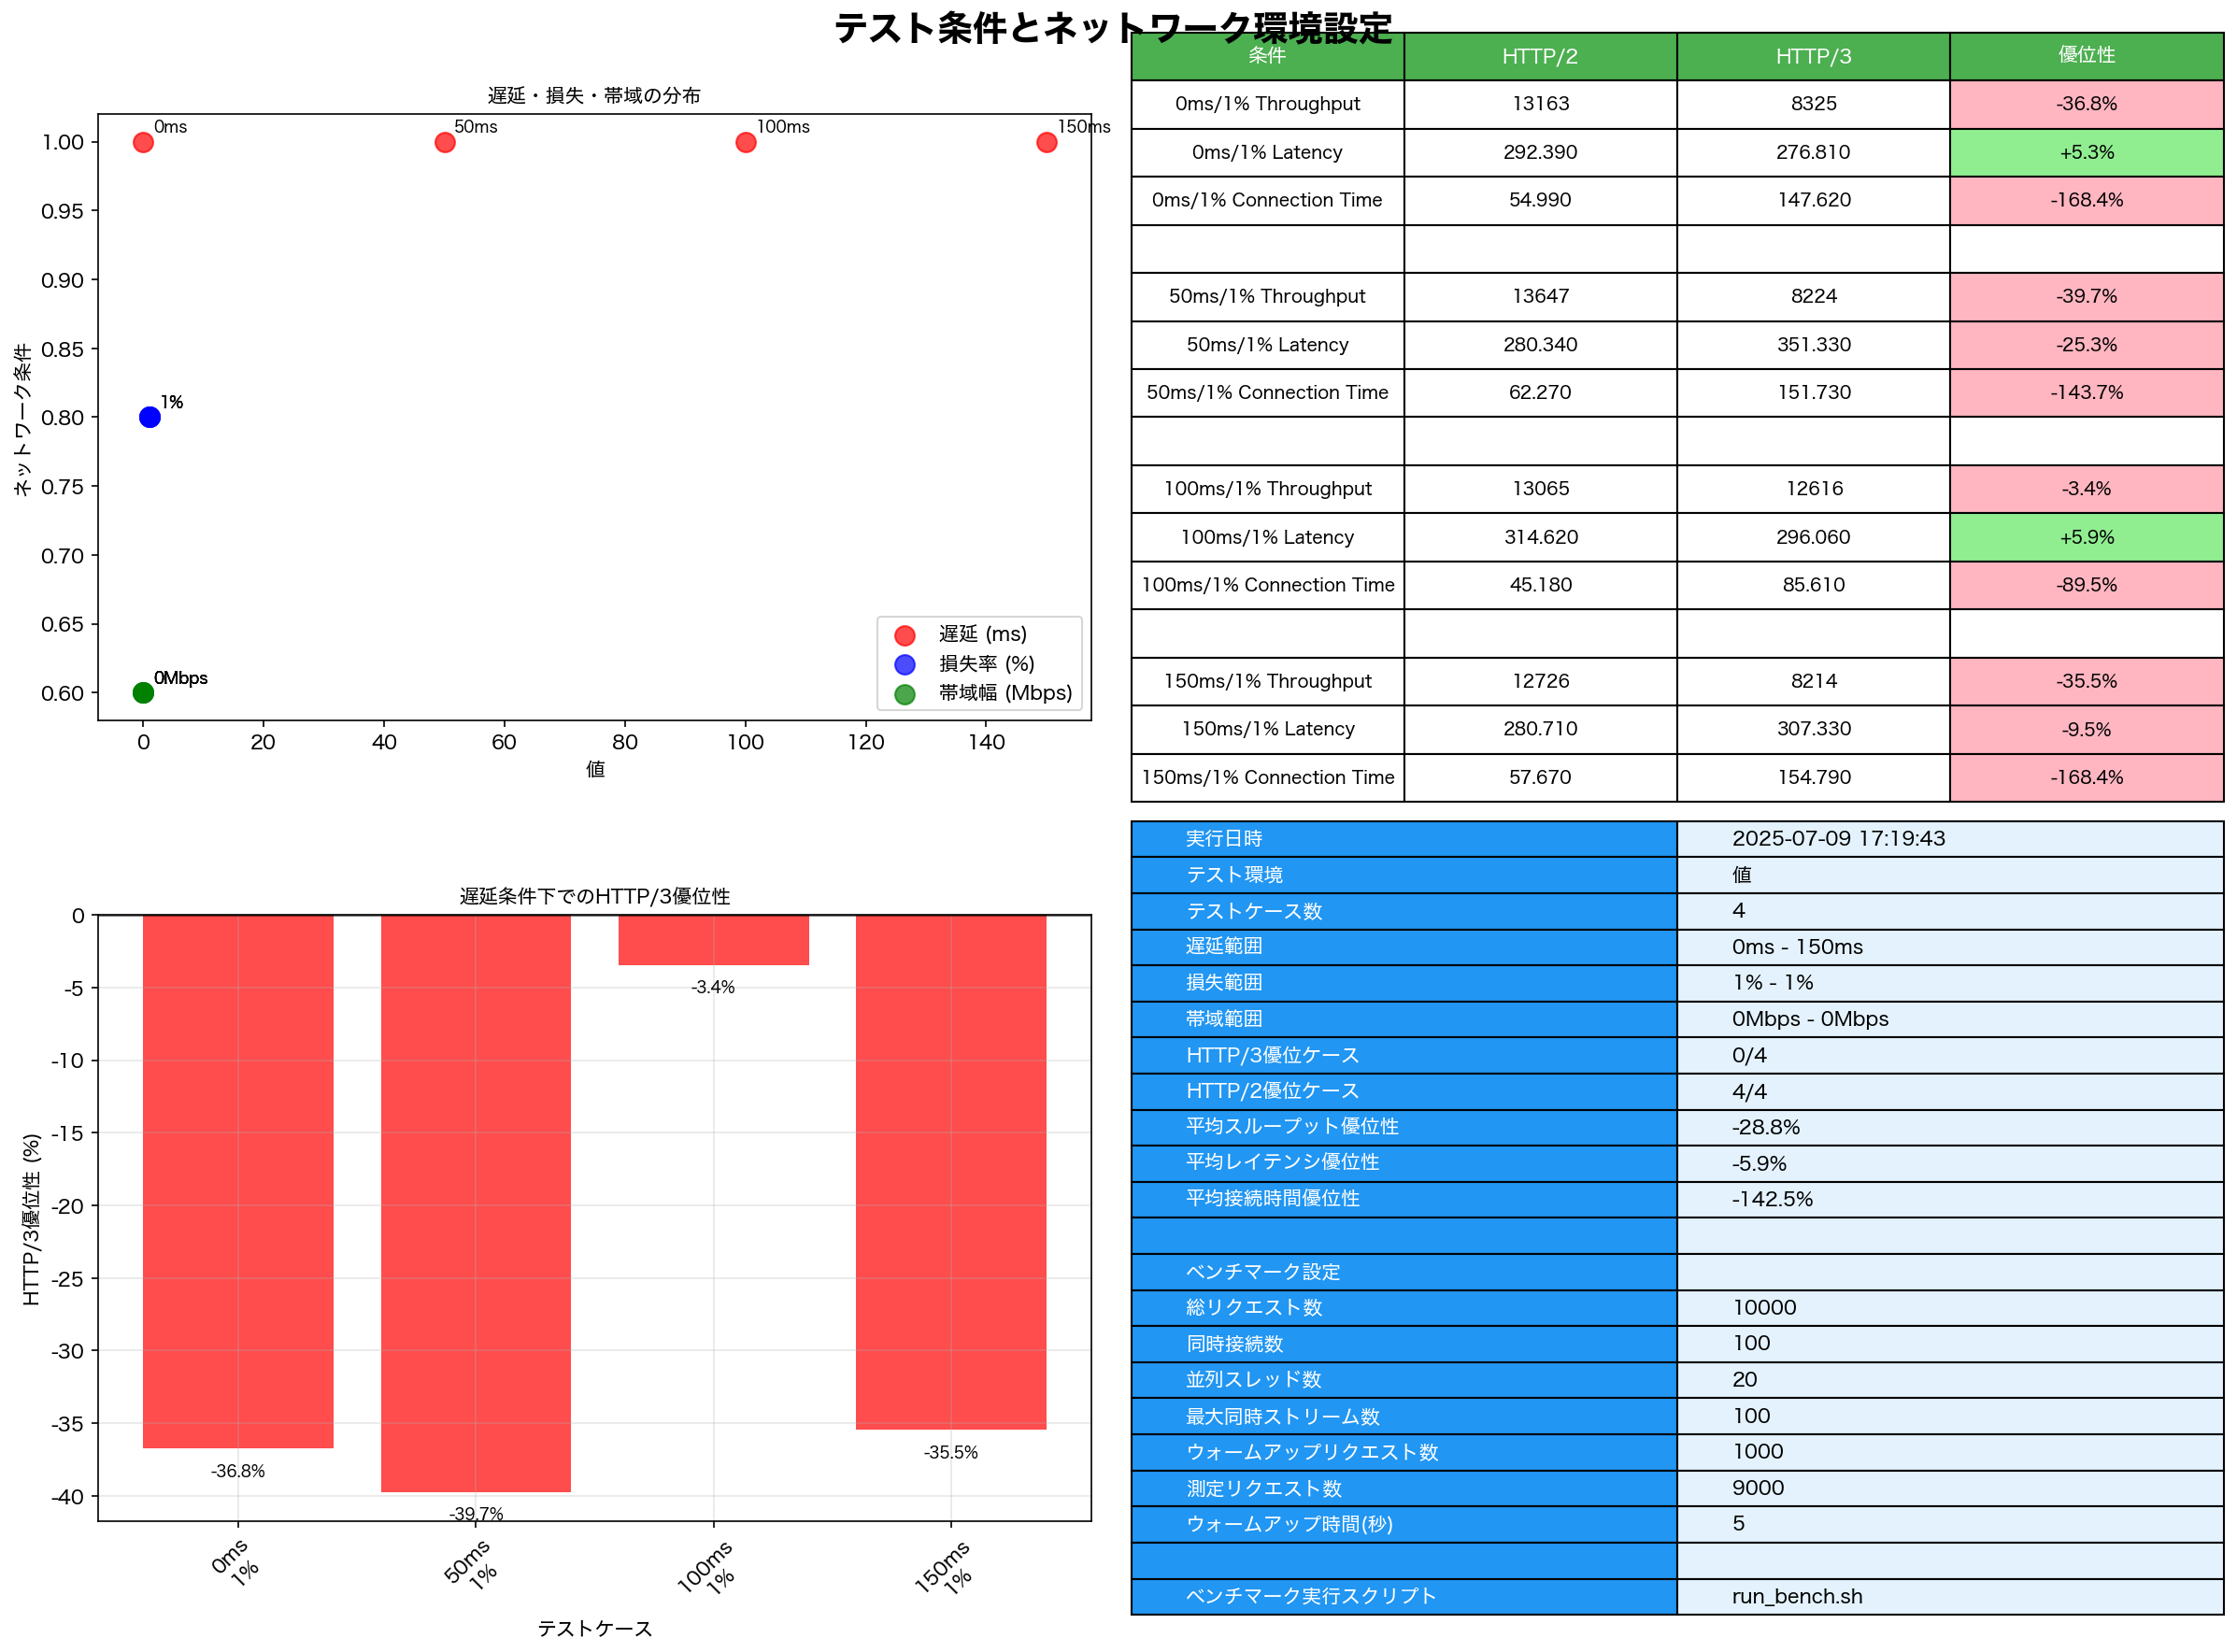 テスト条件とネットワーク環境設定
遅延・損失・帯域の分布
0ms
50ms
100ms
150ms
1.00
0.95
0.90
0.85
1%
0.80
0.75
0.70
0.65
0Mbps
0.60
ネットワーク条件
遅延 (ms)
損失率 (%)
帯域幅 (Mbps)
0 20 40 60 80 100 120 140
値
条件 HTTP/2 HTTP/3 優位性
0ms/1% Throughput 13163 8325 -36.8%
0ms/1% Latency 292.390 276.810 +5.3%
0ms/1% Connection Time 54.990 147.620 -168.4%
50ms/1% Throughput 13647 8224 -39.7%
50ms/1% Latency 280.340 351.330 -25.3%
50ms/1% Connection Time 62.270 151.730 -143.7%
100ms/1% Throughput 13065 12616 -3.4%
100ms/1% Latency 314.620 296.060 +5.9%
100ms/1% Connection Time 45.180 85.610 -89.5%
150ms/1% Throughput 12726 8214 -35.5%
150ms/1% Latency 280.710 307.330 -9.5%
150ms/1% Connection Time 57.670 154.790 -168.4%
遅延条件下でのHTTP/3優位性
0
-5
-10
-15
-20
-25
-30
-35
-40
HTTP/3優位性 (%)
-36.8%
-39.7%
-3.4%
-35.5%
0ms
1%
50ms
1%
100ms
1%
150ms
1%
テストケース
実行日時 2025-07-09 17:19:43
テスト環境 値
テストケース数 4
遅延範囲 0ms - 150ms
損失範囲 1% - 1%
帯域範囲 0Mbps - 0Mbps
HTTP/3優位ケース 0/4
HTTP/2優位ケース 4/4
平均スループット優位性 -28.8%
平均レイテンシ優位性 -5.9%
平均接続時間優位性 -142.5%
ベンチマーク設定
総リクエスト数 10000
同時接続数 100
並列スレッド数 20
最大同時ストリーム数 100
ウォームアップリクエスト数 1000
測定リクエスト数 9000
ウォームアップ時間(秒) 5
ベンチマーク実行スクリプト run_bench.sh